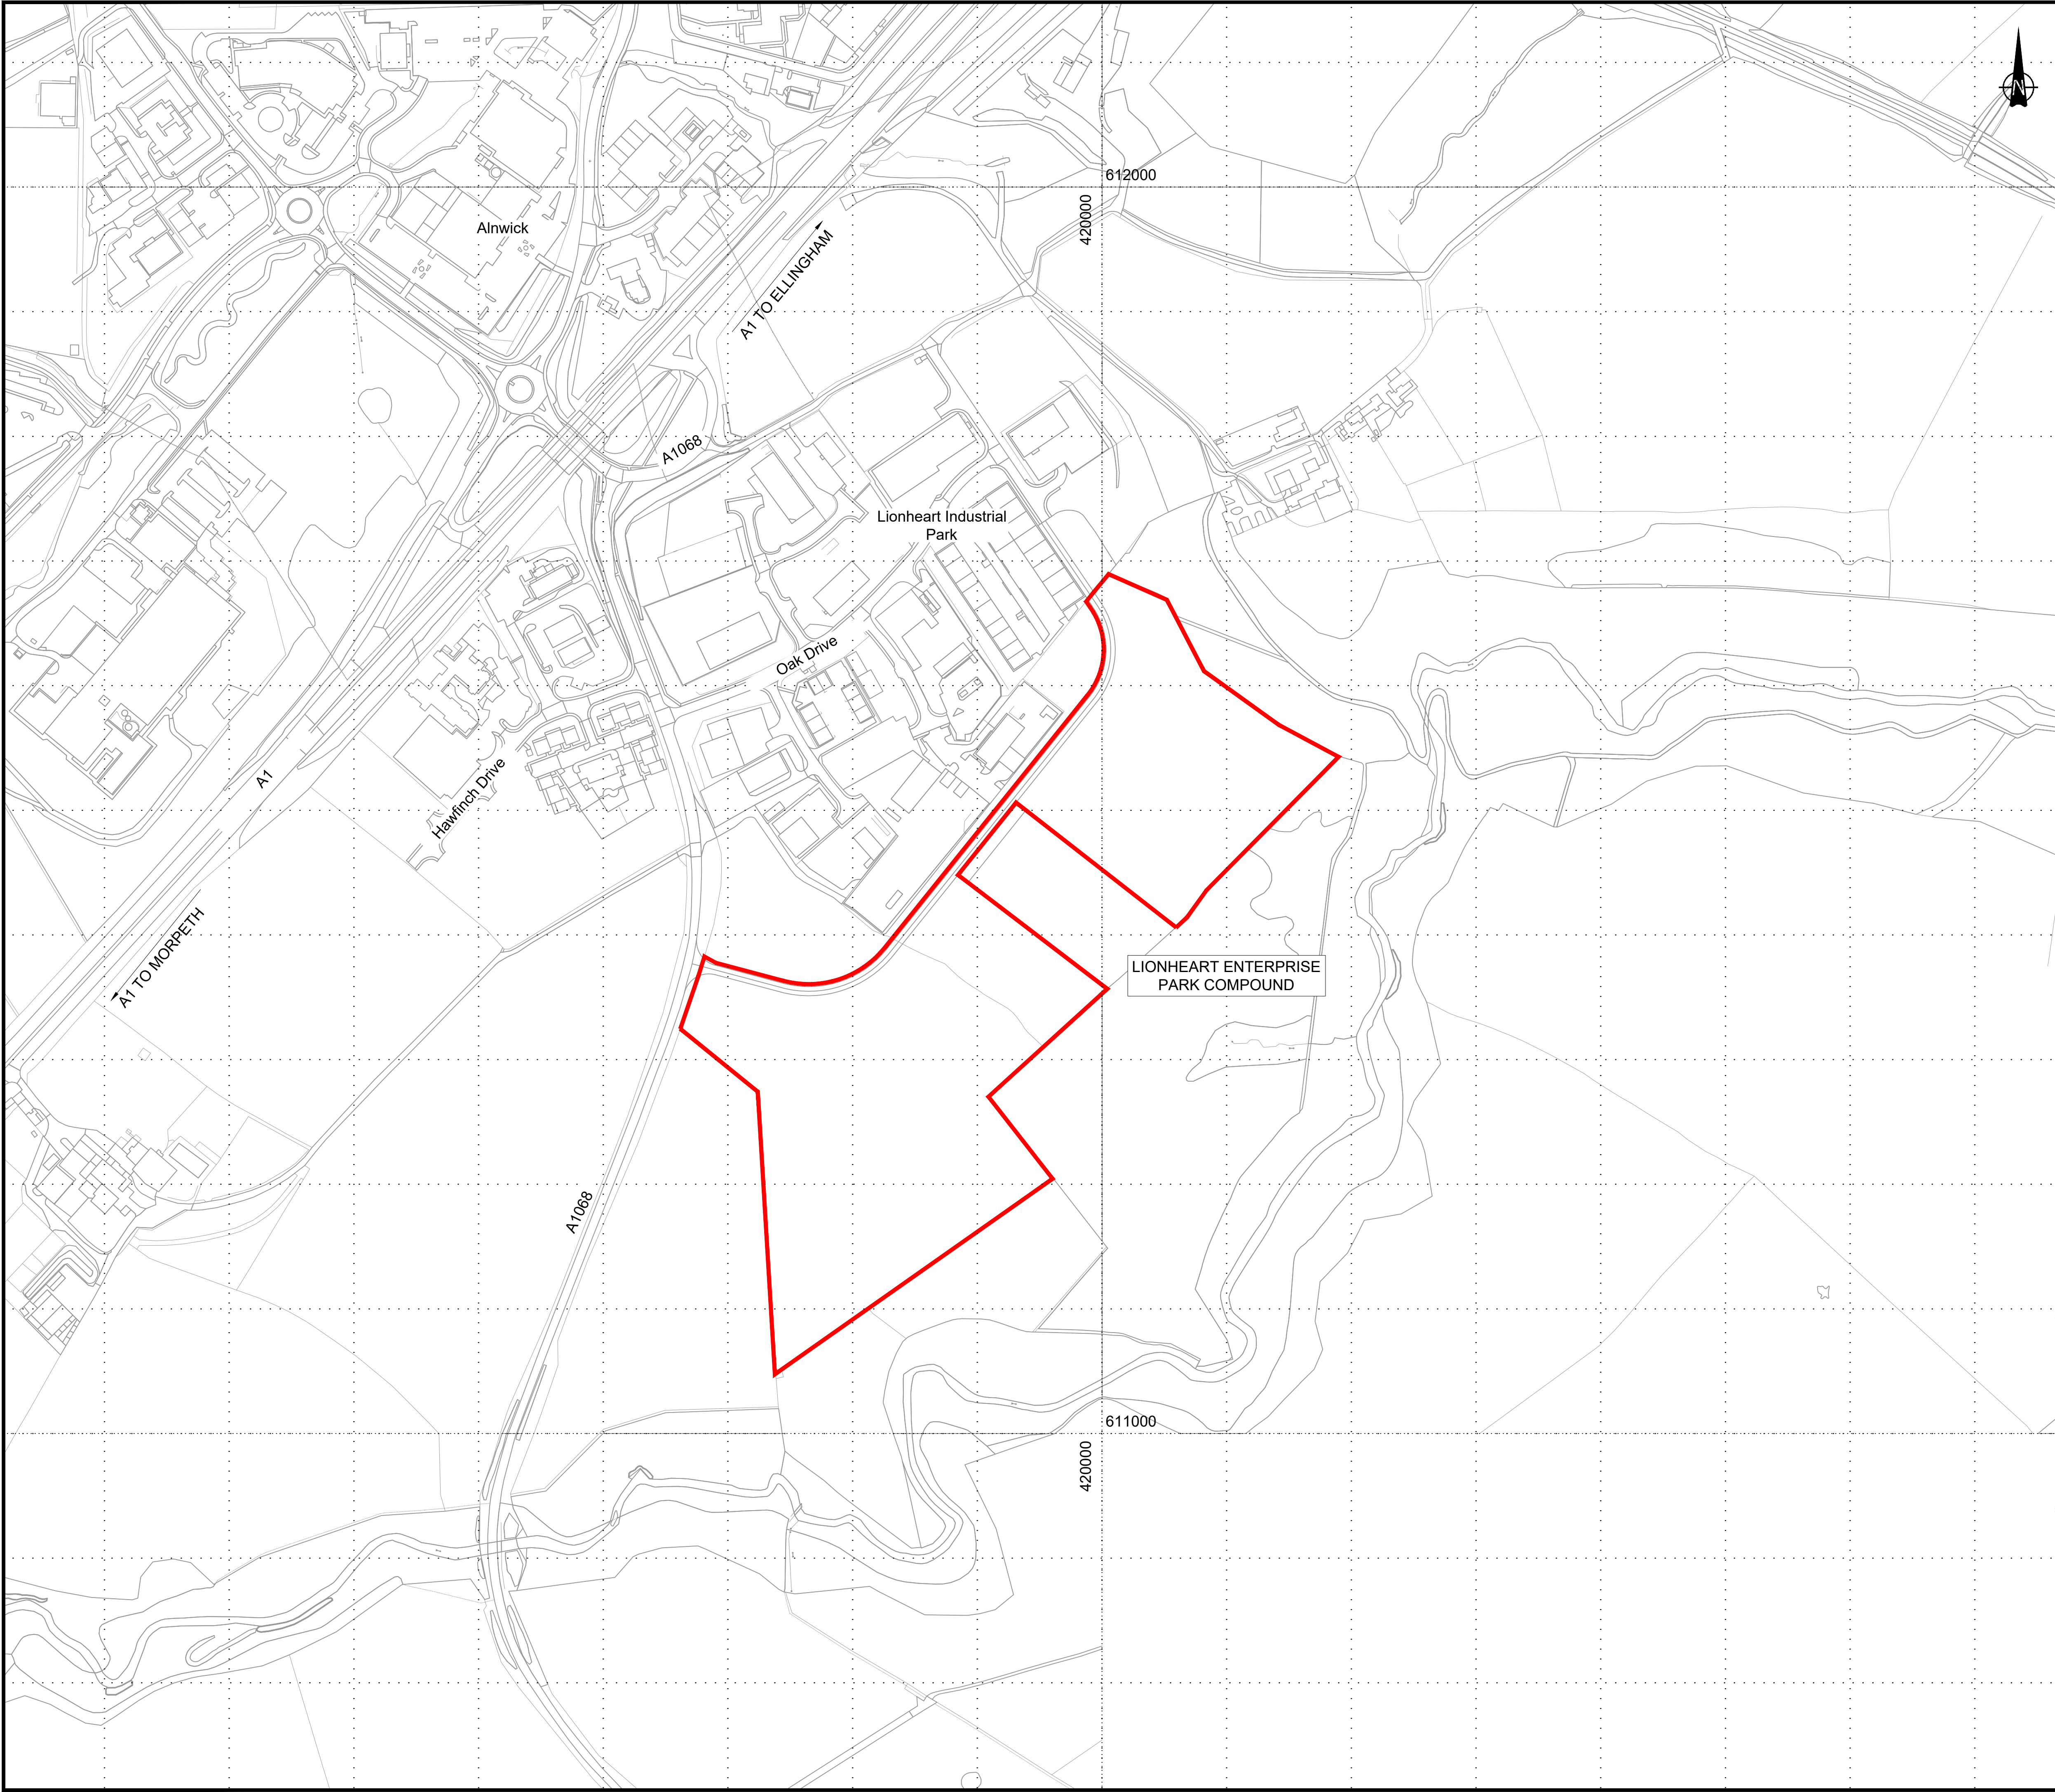 N
612000
420000
Alnwick
A1 TO ELLINGHAM
A1068
Lionheart Industrial
Park
Oak Drive
A1
Hawfinch Drive
A1 TO MORPETH
LIONHEART ENTERPRISE
PARK COMPOUND
A1068
611000
420000